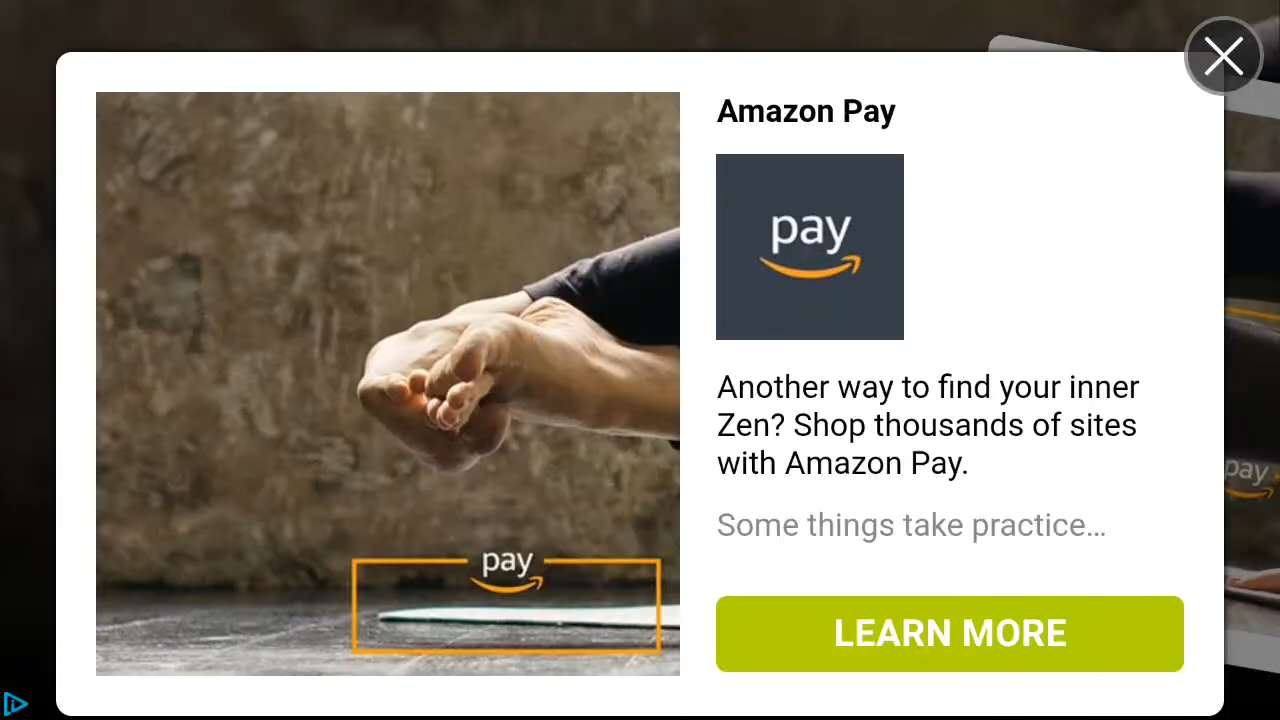 Amazon Pay
pay
Another way to find your inner
Zen? Shop thousands of sites
with Amazon Pay.
Some things take practice...
LEARN MORE
pay
pay